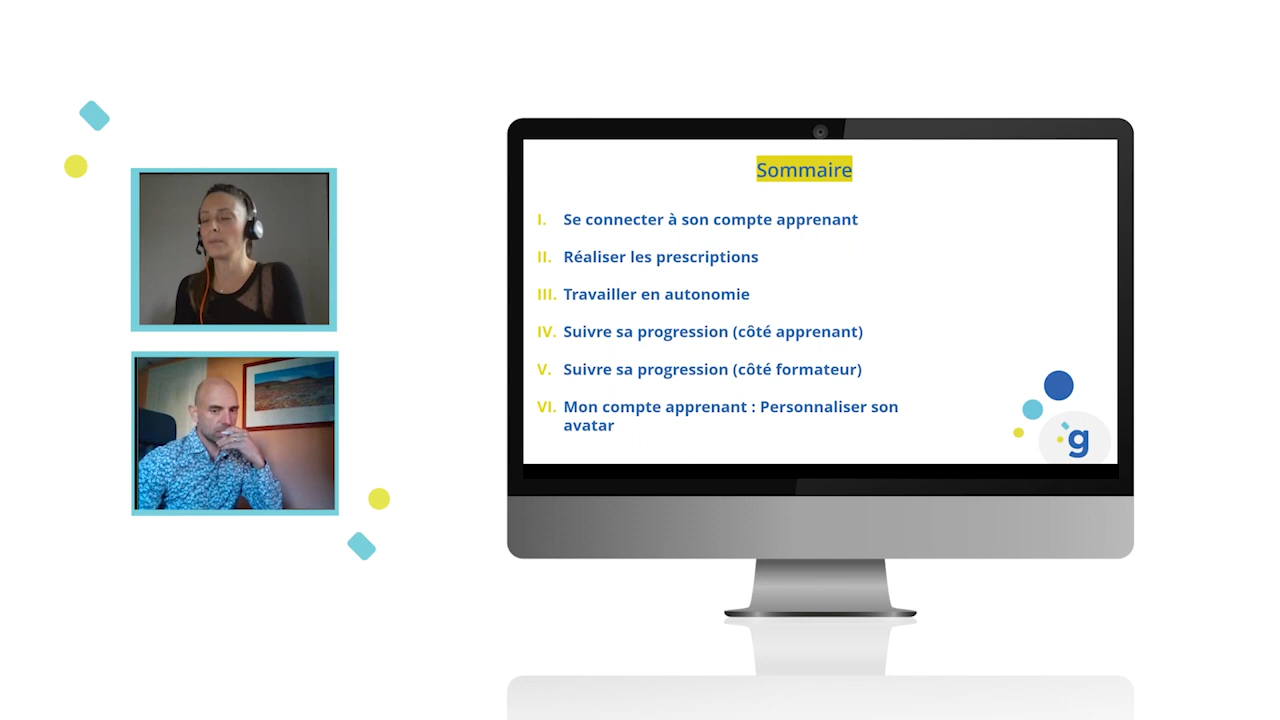 Sommaire
I. Se connecter à son compte apprenant
II. Réaliser les prescriptions
III. Travailler en autonomie
IV. Suivre sa progression (côté apprenant)
V. Suivre sa progression (côté formateur)
VI. Mon compte apprenant : Personnaliser son
avatar
g